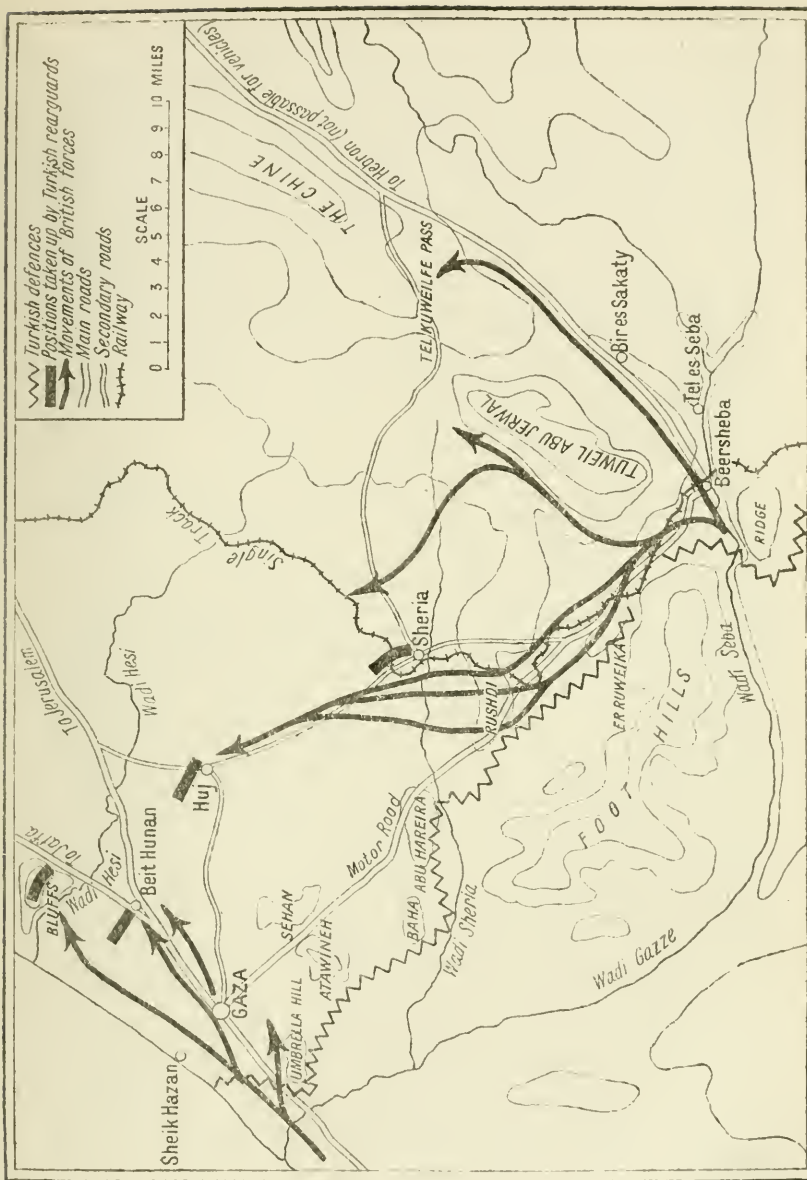 Turkish defences
Positions taken up by Turkish rearguards
Movements of British forces
Main roads
Secondary roads
Railway
SCALE
0 1 2 3 4 5 6 7 8 9 10 MILES
To Jaffa
To Jerusalem
Wadi Hesi
BLUFFS
Wadi Hesi
Beit Hunan
Sheik Hazan
GAZA
Huj
Single Track
THE CHINE
To Hebron (not passable for vehicles)
SEHAN
ATAWINEH
UMBRELLA HILL
Motor Road
BAHA
ABU HAREIRA
Wadi Sheria
Sheria
RUSHDI
TEL KUWEILFE PASS
TUWEIL ABU JERWAL
ER RUWEIKA
FOOT HILLS
Wadi Gazze
Wadi Seba
Bir es Sakaty
Tel es Seba
Beersheba
RIDGE